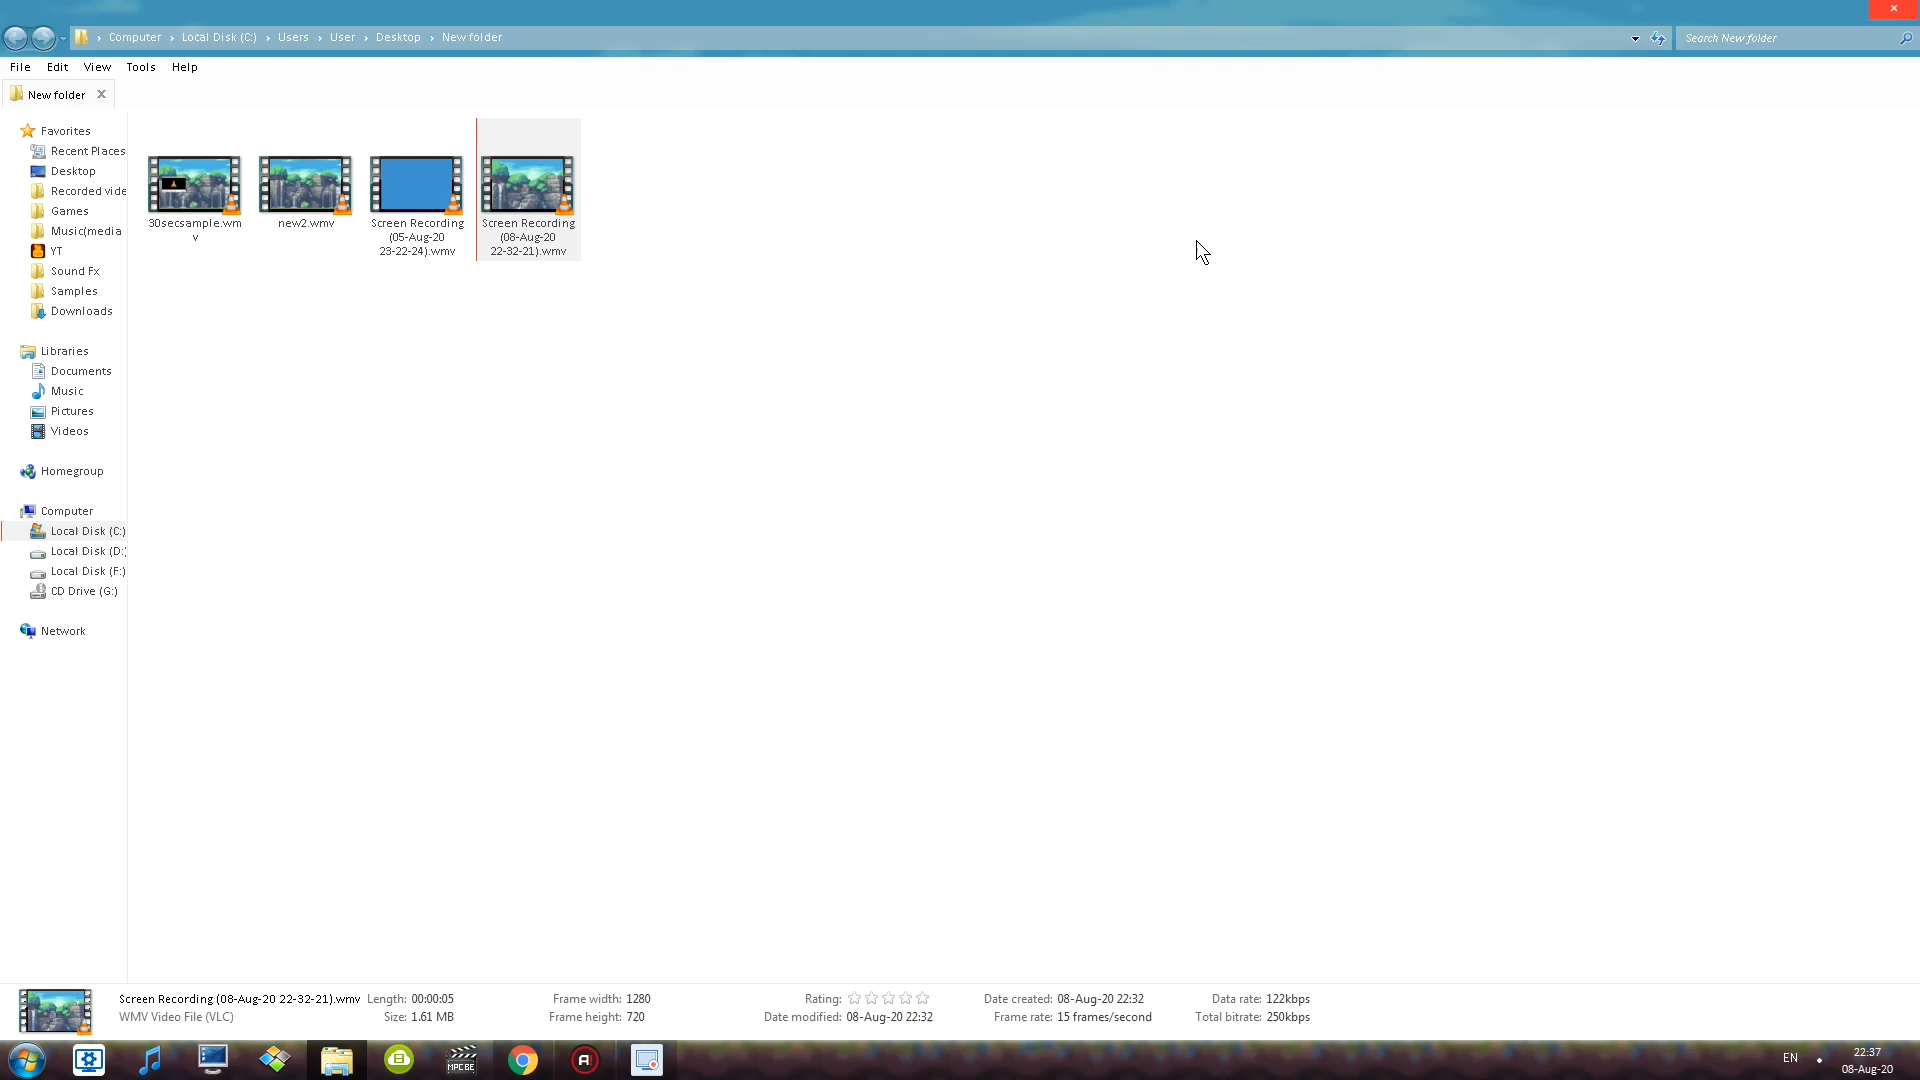 Computer Local Disk (C:) Users User Desktop New folder
Search New folder
File Edit View Tools Help
New folder
Favorites
Recent Places
Desktop
Recorded vide
Games
Music(media
YT
Sound Fx
Samples
Downloads
Libraries
Documents
Music
Pictures
Videos
Homegroup
Computer
Local Disk (C:)
Local Disk (D:)
Local Disk (F:)
CD Drive (G:)
Network
30secsample.wm
v
new2.wmv
Screen Recording
(05-Aug-20
23-22-24).wmv
Screen Recording
(08-Aug-20
22-32-21).wmv
Screen Recording (08-Aug-20 22-32-21).wmv Length: 00:00:05 Frame width: 1280 Rating: Date created: 08-Aug-20 22:32 Data rate: 122kbps
WMV Video File (VLC) Size: 1.61 MB Frame height: 720 Date modified: 08-Aug-20 22:32 Frame rate: 15 frames/second Total bitrate: 250kbps
MPCBE
A!
EN
22:37
08-Aug-20